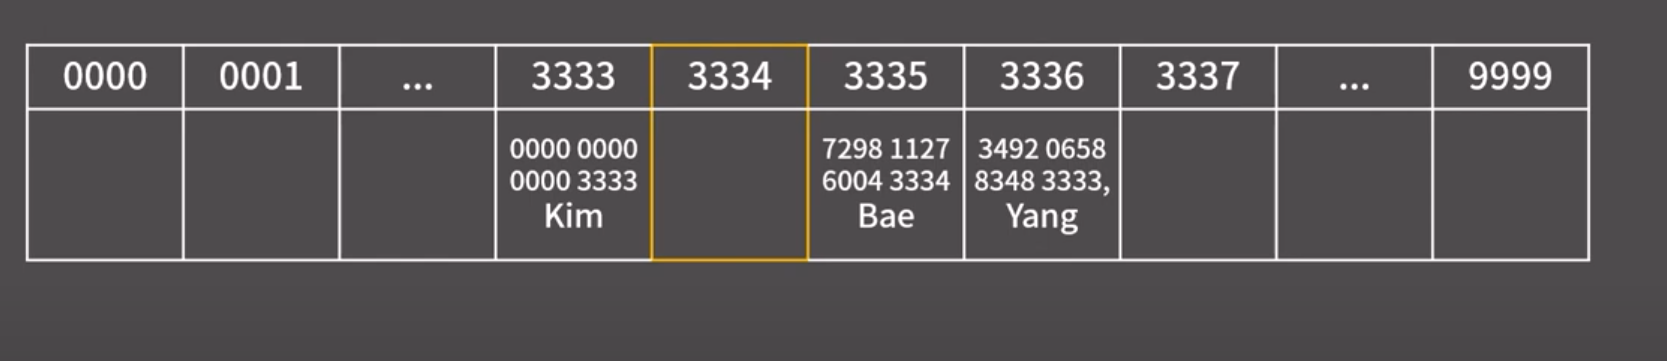 0000 0001 ... 3333 3334 3335 3336 3337 ... 9999
0000 0000 7298 1127 3492 0658
0000 3333 6004 3334 8348 3333,
Kim Bae Yang